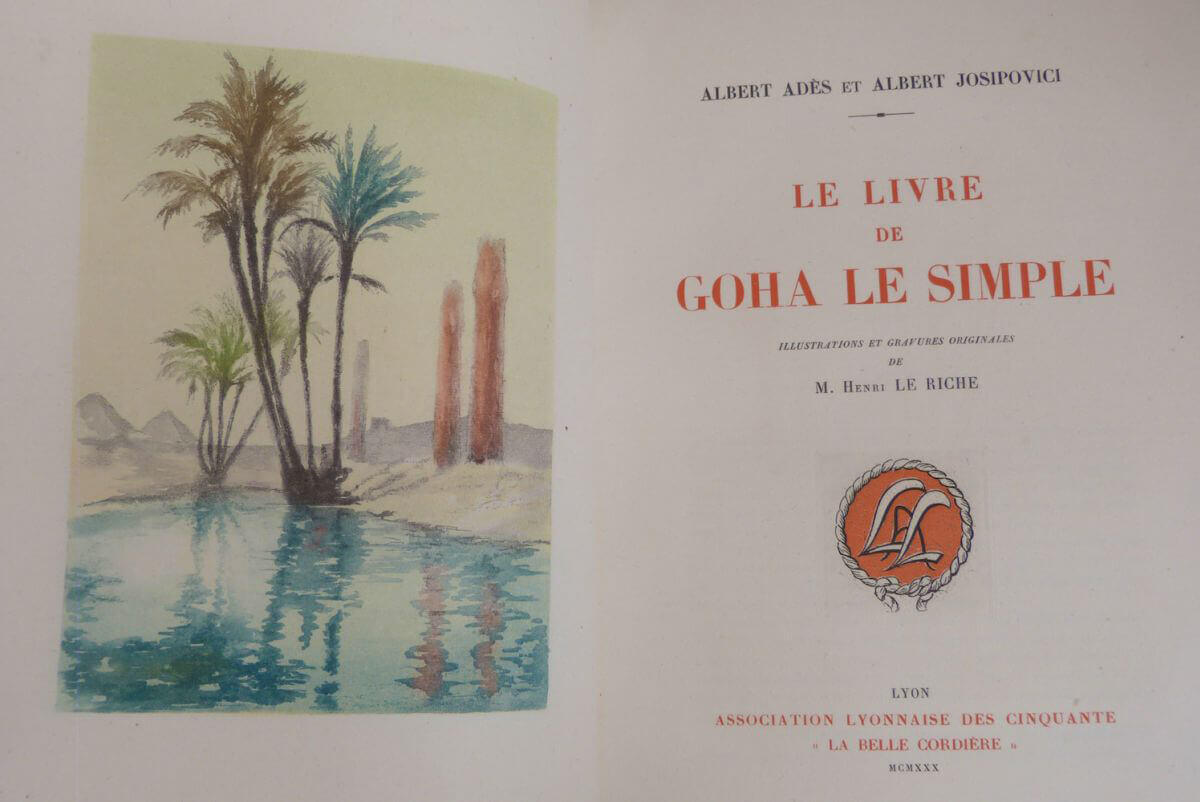 ALBERT ADÈS ET ALBERT JOSIPOVICI
LE LIVRE
DE
GOHA LE SIMPLE
ILLUSTRATIONS ET GRAVURES ORIGINALES
DE
M. HENRI LE RICHE
LYON
ASSOCIATION LYONNAISE DES CINQUANTE
« LA BELLE CORDIÈRE »
MCMXXX